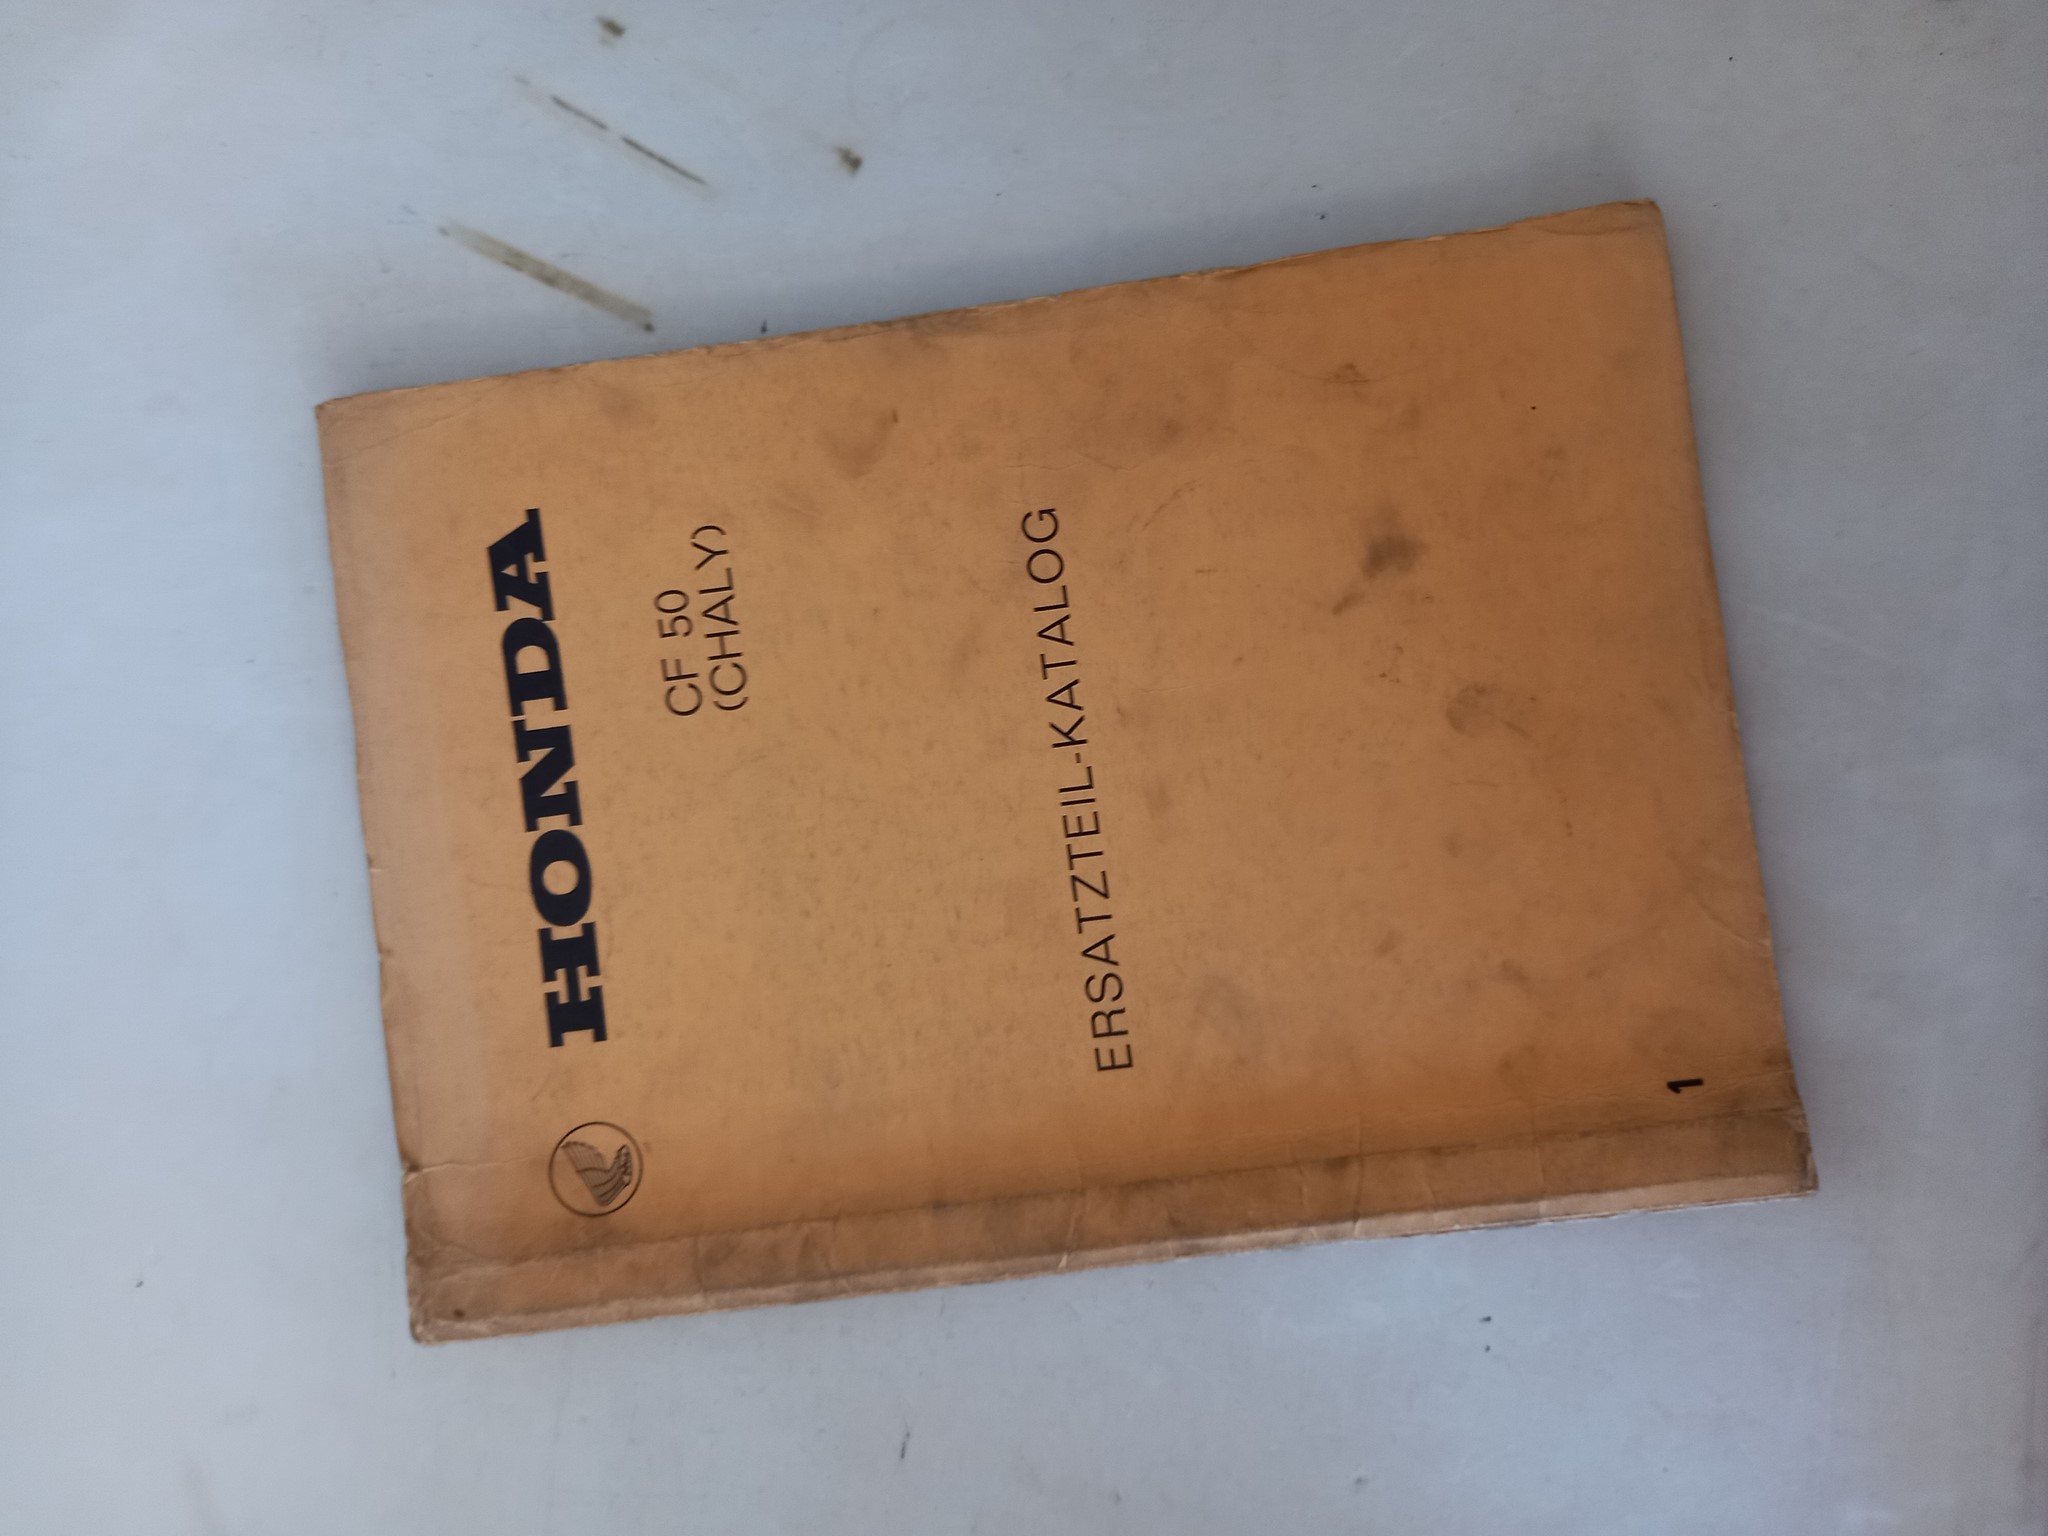 HONDA
CF 50
(CHALY)
ERSATZTEIL-KATALOG
1